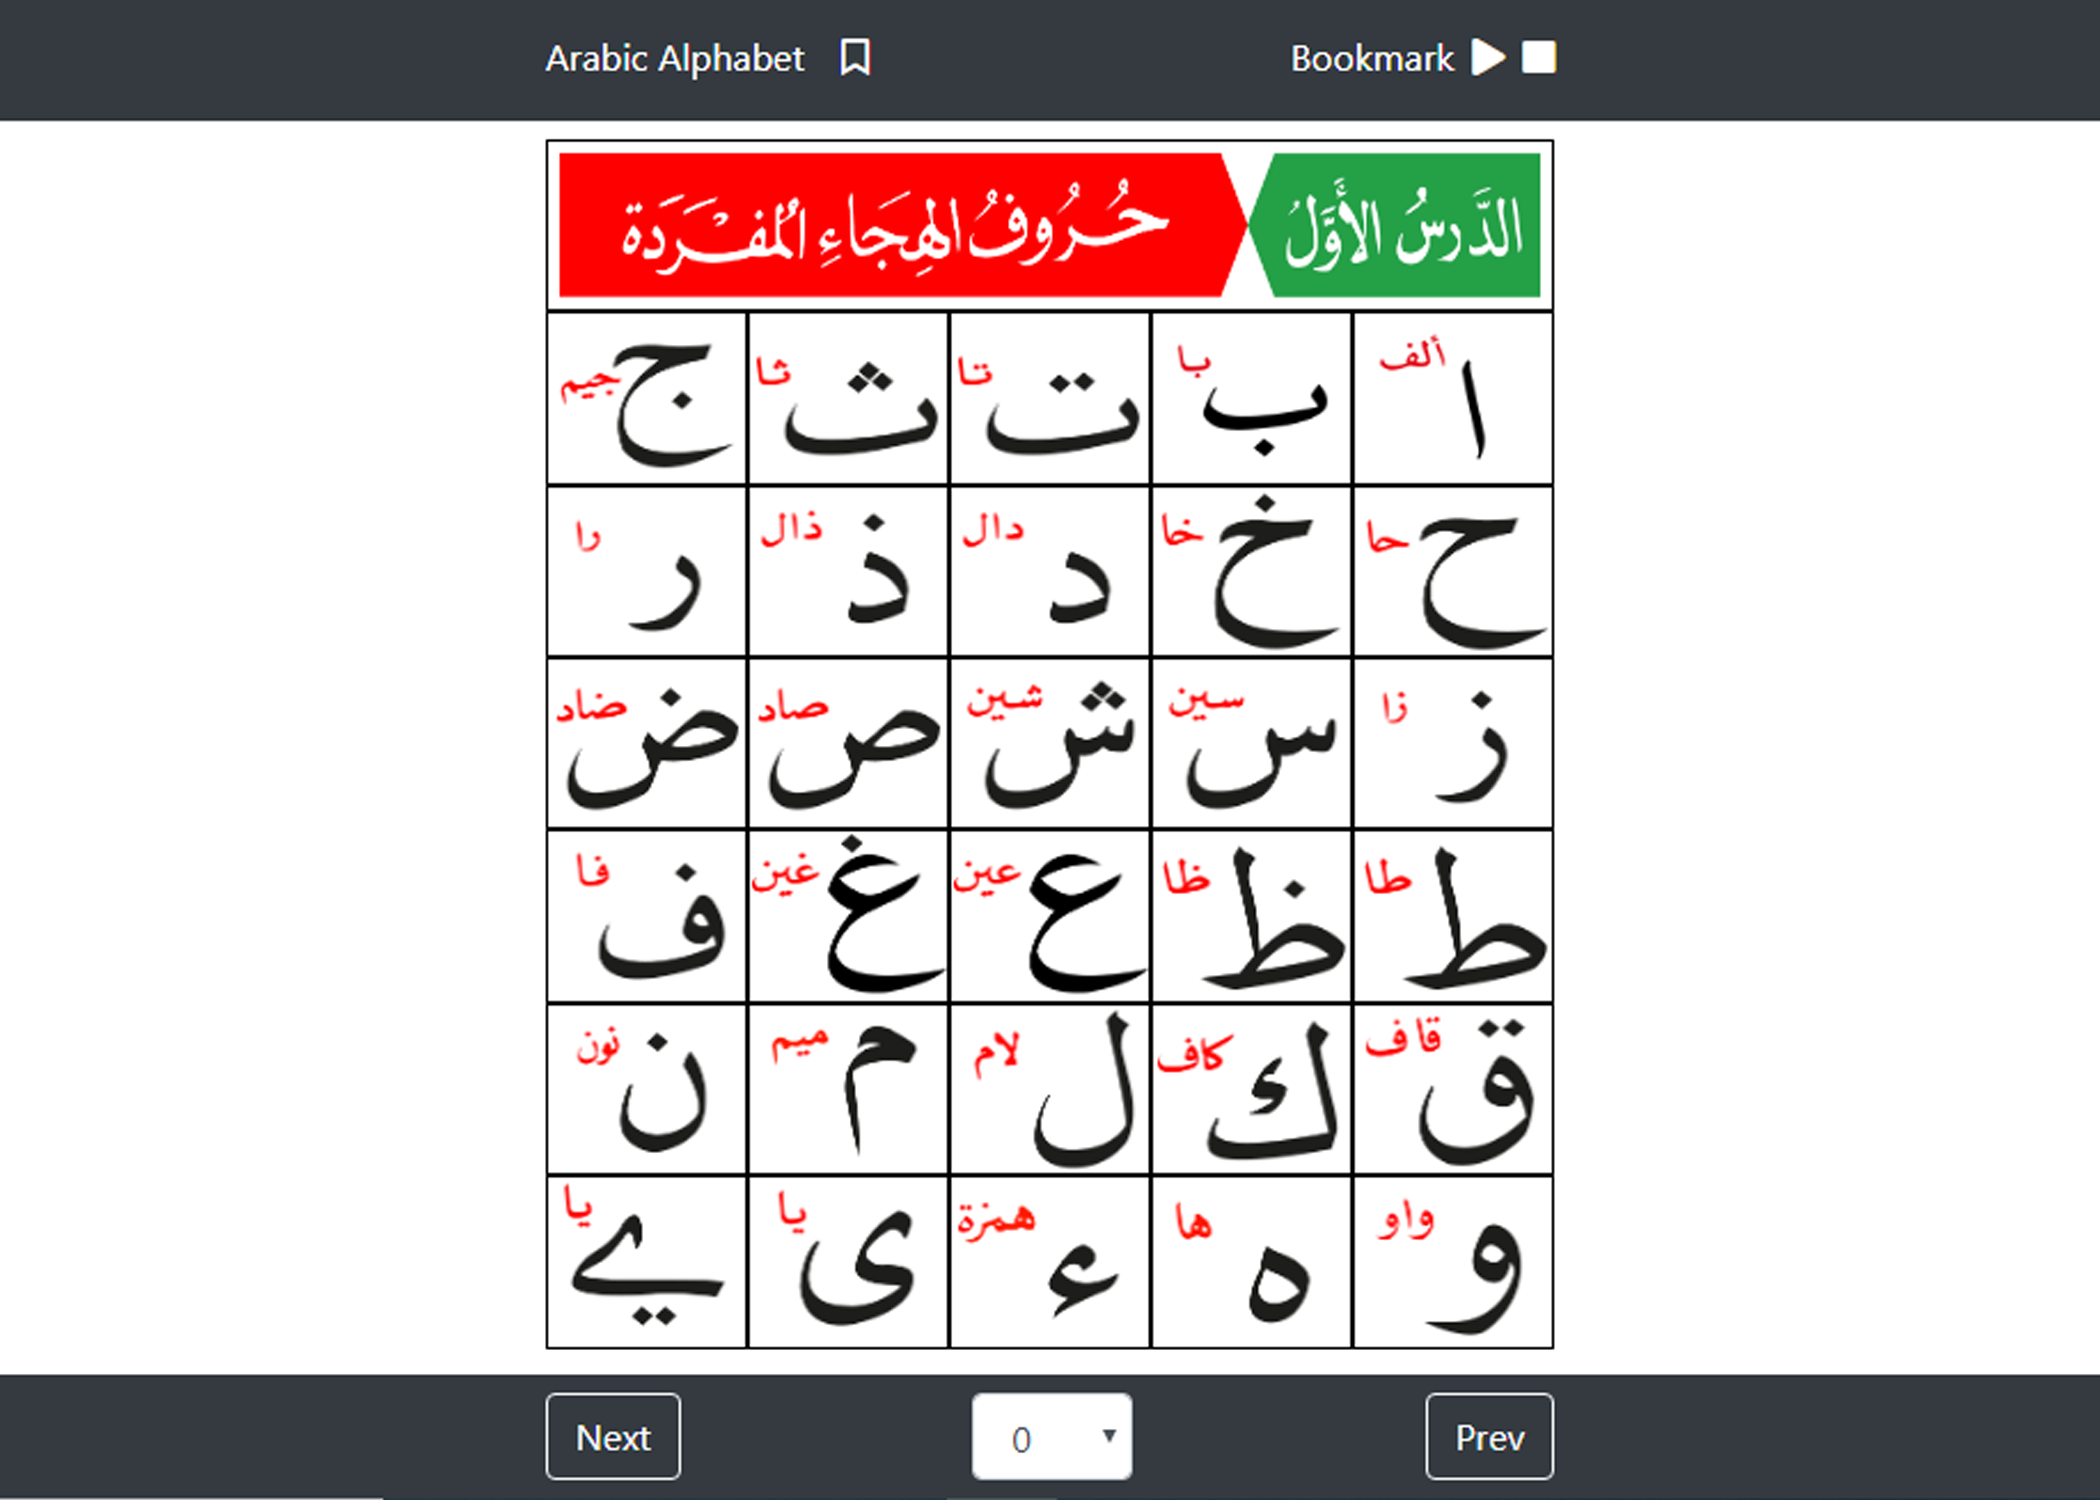 Arabic Alphabet Bookmark
الدَّرسُ الأَوَّلُ حُرُوفُ الهِجَاءِ المُفرَدَة
ا ألف ب با ت تا ث ثا ج جيم
ح حا خ خا د دال ذ ذال ر را
ز زا س سين ش شين ص صاد ض ضاد
ط طا ظ ظا ع عين غ غين ف فا
ق قاف ك كاف ل لام م ميم ن نون
و واو ه ها ء همزة ى يا ے يا
Next 0 Prev